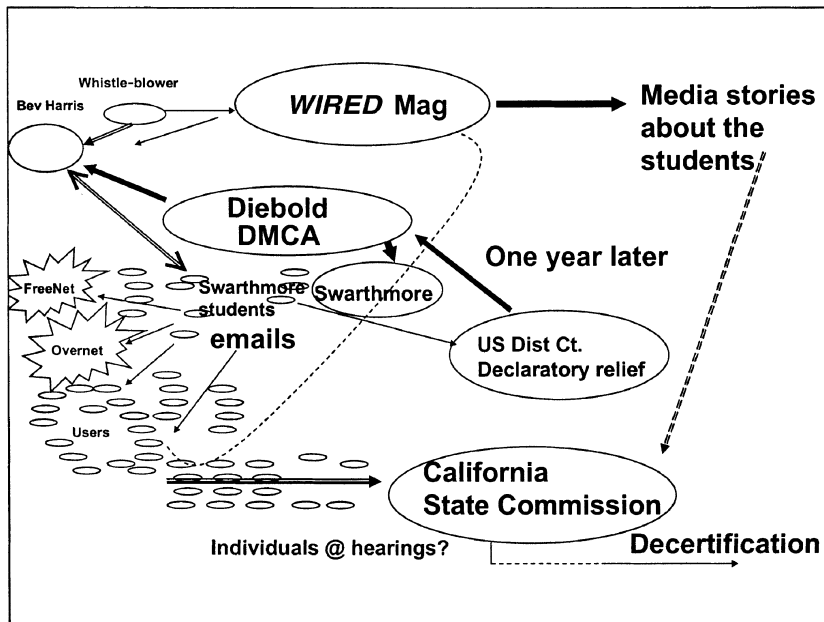 Whistle-blower
Bev Harris
WIRED Mag
Media stories
about the
students
Diebold
DMCA
One year later
FreeNet
Swarthmore
students
Swarthmore
emails
Overnet
US Dist Ct.
Declaratory relief
Users
California
State Commission
Individuals @ hearings?
Decertification